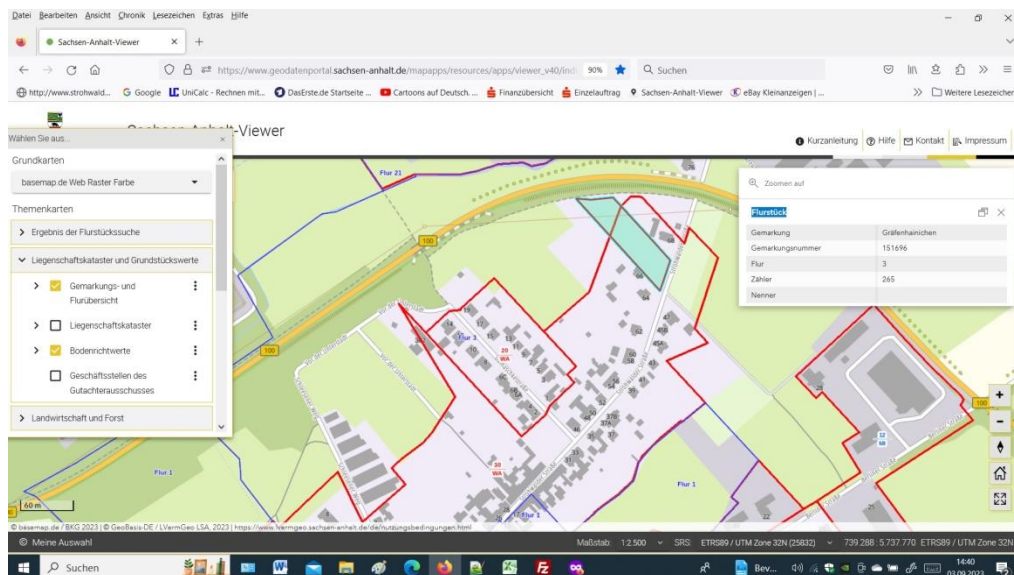 Datei Bearbeiten Ansicht Chronik Lesezeichen Extras Hilfe
Sachsen-Anhalt-Viewer
https://www.geodatenportal.sachsen-anhalt.de/mapapps/resources/apps/viewer_v40/ind 90% Suchen
http://www.strohwald... Google UniCalc - Rechnen mit... DasErste.de Startseite ... Cartoons auf Deutsch. ... Finanzübersicht Einzelauftrag Sachsen-Anhalt-Viewer eBay Kleinanzeigen | ... Weitere Lesezeichen
Sachsen-Anhalt-Viewer
Wählen Sie aus...
Kurzanleitung Hilfe Kontakt Impressum
Grundkarten
basemap.de Web Raster Farbe
Themenkarten
Ergebnis der Flurstückssuche
Liegenschaftskataster und Grundstückswerte
Gemarkungs- und
Flurübersicht
Liegenschaftskataster
Bodenrichtwerte
Geschäftsstellen des
Gutachterausschusses
Landwirtschaft und Forst
Zoomen auf
Flurstück
Gemarkung Gräfenhainichen
Gemarkungsnummer 151696
Flur 3
Zähler 265
Nenner
Flur 21
100
68
Flur 3
20
WA
100
30
WA
Flur 1
Flur 1
Flur 1
100
60 m
© basemap.de / BKG 2023 | © GeoBasis-DE / LVermGeo LSA, 2023 | https://www.lvermgeo.sachsen-anhalt.de/de/nutzungsbedingungen.html
© Meine Auswahl Maßstab: 1:2.500 SRS: ETRS89 / UTM Zone 32N (25832) 739.288 : 5.737.770 ETRS89 / UTM Zone 32N
Suchen Bev... 14:40
03.09.2023